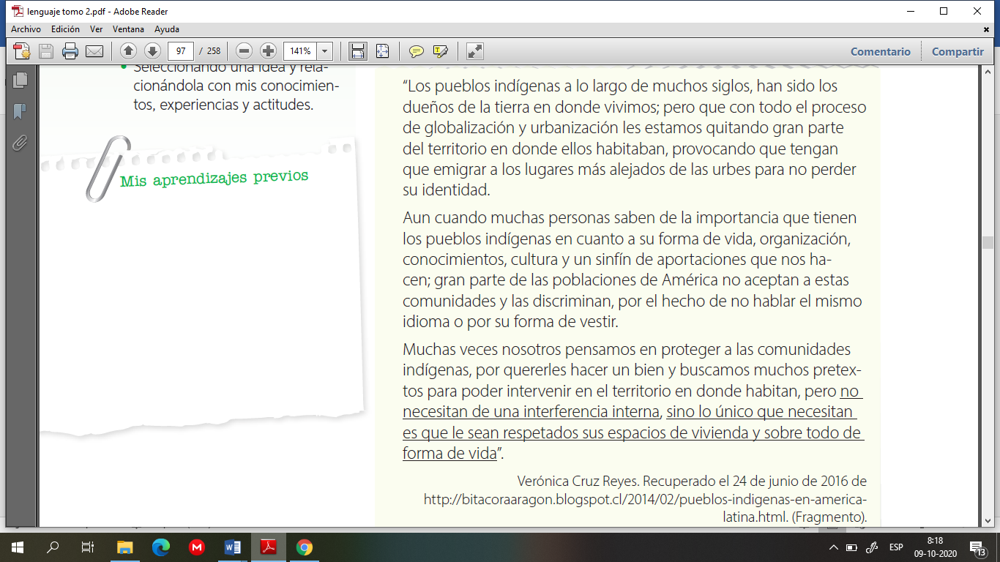 lenguaje tomo 2.pdf - Adobe Reader
Archivo Edición Ver Ventana Ayuda
97 / 258 141% Comentario Compartir
Seleccionando una idea y rela-
cionándola con mis conocimien-
tos, experiencias y actitudes.
Mis aprendizajes previos
“Los pueblos indígenas a lo largo de muchos siglos, han sido los
dueños de la tierra en donde vivimos; pero que con todo el proceso
de globalización y urbanización les estamos quitando gran parte
del territorio en donde ellos habitaban, provocando que tengan
que emigrar a los lugares más alejados de las urbes para no perder
su identidad.
Aun cuando muchas personas saben de la importancia que tienen
los pueblos indígenas en cuanto a su forma de vida, organización,
conocimientos, cultura y un sinfín de aportaciones que nos ha-
cen; gran parte de las poblaciones de América no aceptan a estas
comunidades y las discriminan, por el hecho de no hablar el mismo
idioma o por su forma de vestir.
Muchas veces nosotros pensamos en proteger a las comunidades
indígenas, por quererles hacer un bien y buscamos muchos pretex-
tos para poder intervenir en el territorio en donde habitan, pero no
necesitan de una interferencia interna, sino lo único que necesitan
es que le sean respetados sus espacios de vivienda y sobre todo de
forma de vida”.
Verónica Cruz Reyes. Recuperado el 24 de junio de 2016 de
http://bitacoraaragon.blogspot.cl/2014/02/pueblos-indigenas-en-america-
latina.html. (Fragmento).
ESP
8:18
09-10-2020
13